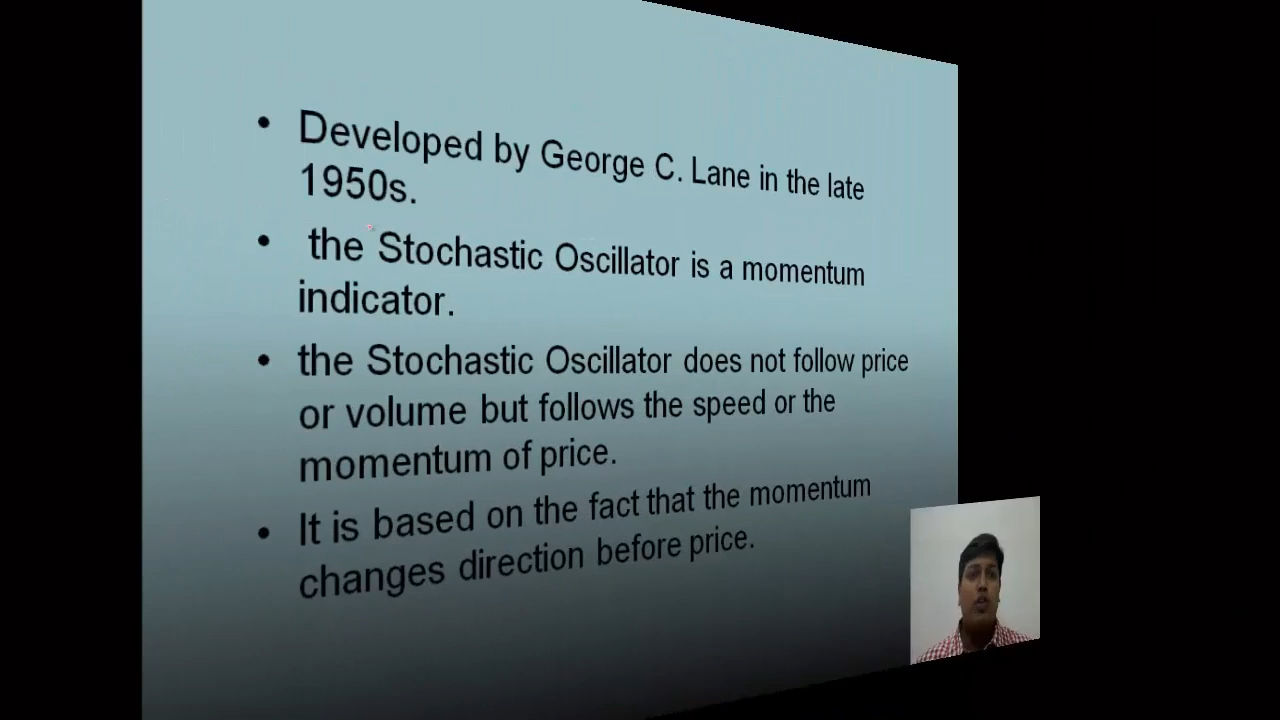 • Developed by George C. Lane in the late
1950s.
• the Stochastic Oscillator is a momentum
indicator.
• the Stochastic Oscillator does not follow price
or volume but follows the speed or the
momentum of price.
• It is based on the fact that the momentum
changes direction before price.